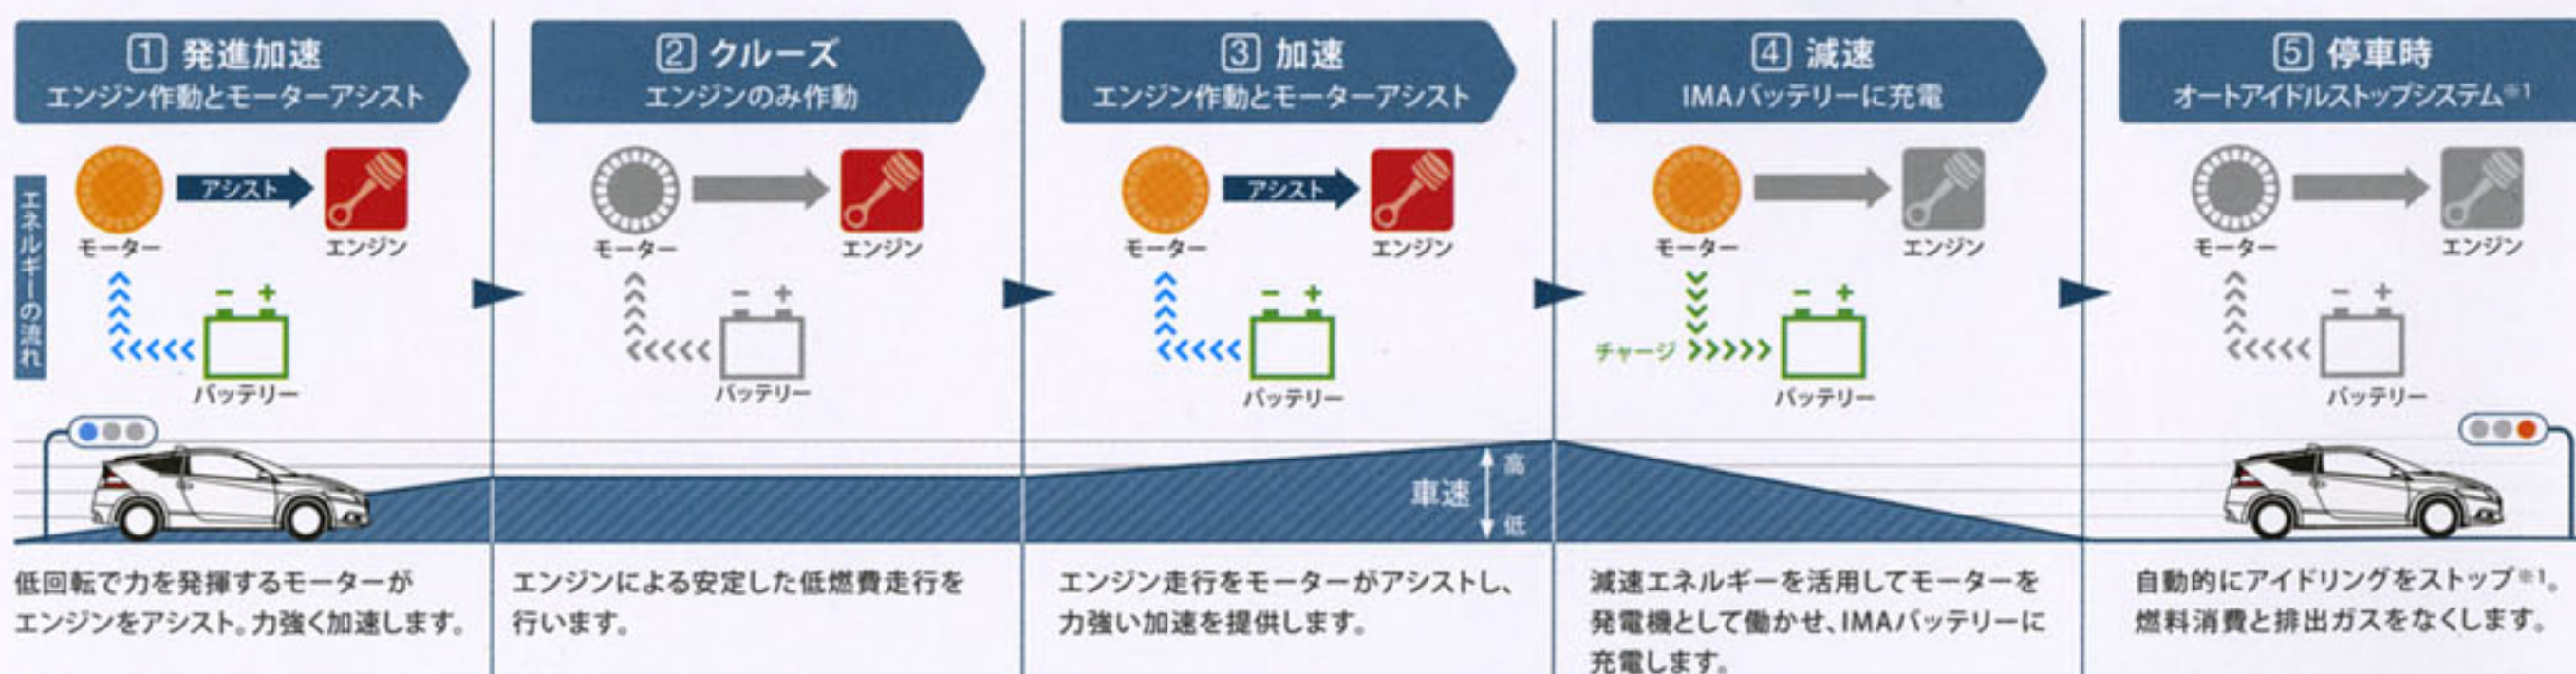 1 発進加速
エンジン作動とモーターアシスト
2 クルーズ
エンジンのみ作動
3 加速
エンジン作動とモーターアシスト
4 減速
IMAバッテリーに充電
5 停車時
オートアイドルストップシステム※1
エネルギーの流れ
アシスト
モーター
エンジン
− +
バッテリー
モーター
エンジン
− +
バッテリー
アシスト
モーター
エンジン
− +
バッテリー
モーター
エンジン
− +
チャージ
バッテリー
モーター
エンジン
− +
バッテリー
高
車速
低
低回転で力を発揮するモーターが
エンジンをアシスト。力強く加速します。
エンジンによる安定した低燃費走行を
行います。
エンジン走行をモーターがアシストし、
力強い加速を提供します。
減速エネルギーを活用してモーターを
発電機として働かせ、IMAバッテリーに
充電します。
自動的にアイドリングをストップ※1。
燃料消費と排出ガスをなくします。